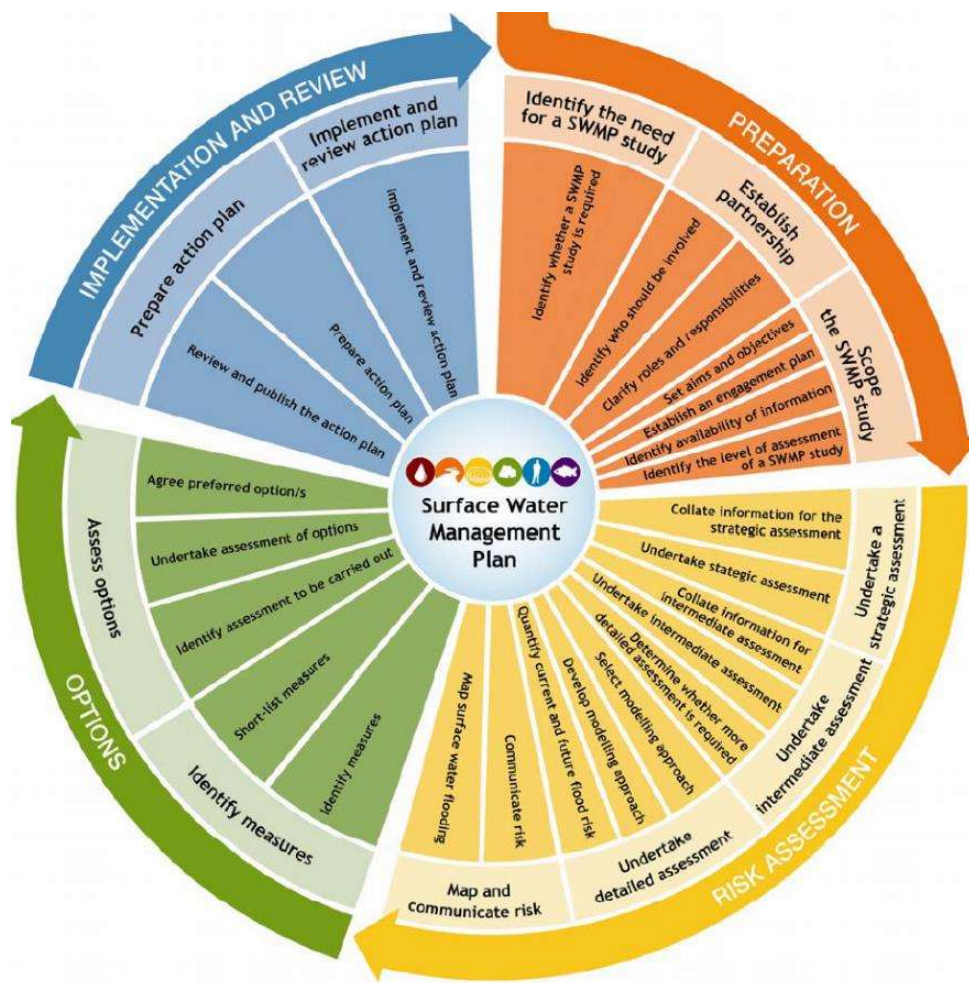 PREPARATION
Identify the need
for a SWMP study
Identify whether a SWMP
study is required
Establish
partnership
Identify who should be involved
Clarify roles and responsibilities
Scope
the SWMP study
Set aims and objectives
Establish an engagement plan
Identify availability of information
Identify the level of assessment
of a SWMP study
RISK ASSESSMENT
Undertake a
strategic assessment
Collate information for the
strategic assessment
Undertake stategic assessment
Undertake
intermediate assessment
Collate information for
intermediate assessment
Undertake intermediate assessment
Determine whether more
detailed assessment is required
Undertake
detailed assessment
Select modelling approach
Develop modelling approach
Quantify current and future flood risk
Map and
communicate risk
Communicate risk
Map surface water flooding
OPTIONS
Identify measures
Identify measures
Short-list measures
Assess options
Identify assessment to be carried out
Undertake assessment of options
Agree preferred option/s
IMPLEMENTATION AND REVIEW
Prepare action plan
Review and publish the action plan
Prepare action plan
Implement and
review action plan
Implement and review action plan
Surface Water
Management
Plan